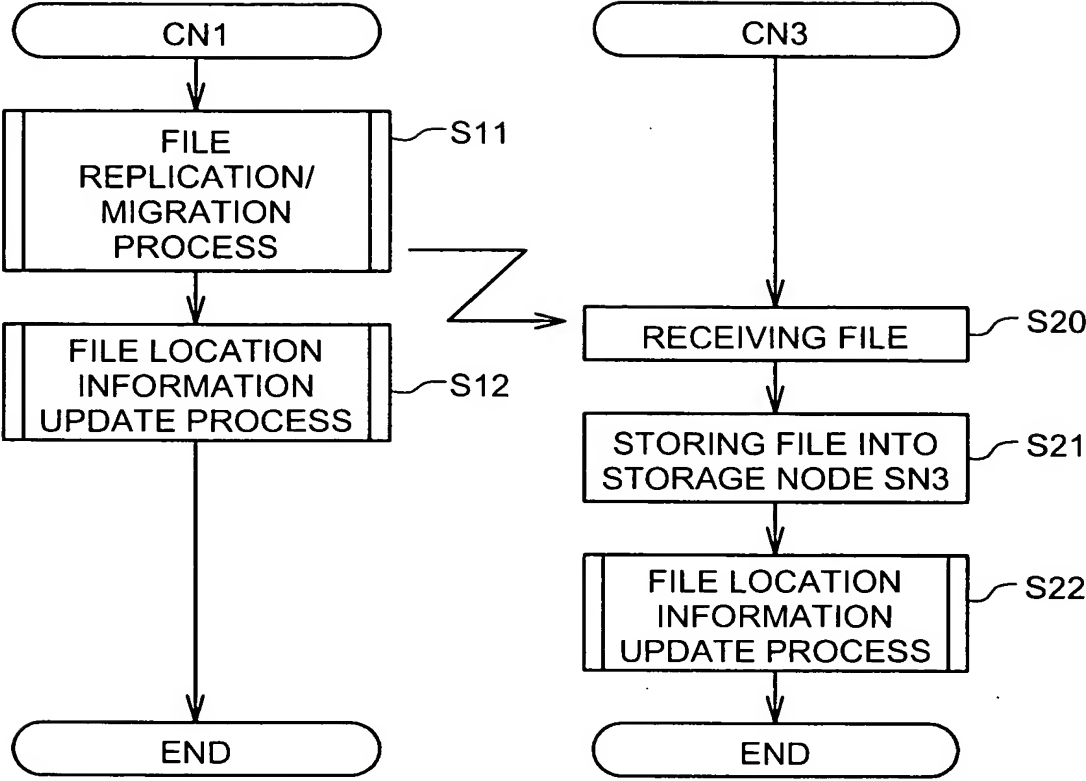 CN1
FILE
REPLICATION/
MIGRATION
PROCESS
S11
FILE LOCATION
INFORMATION
UPDATE PROCESS
S12
END
CN3
RECEIVING FILE
S20
STORING FILE INTO
STORAGE NODE SN3
S21
FILE LOCATION
INFORMATION
UPDATE PROCESS
S22
END